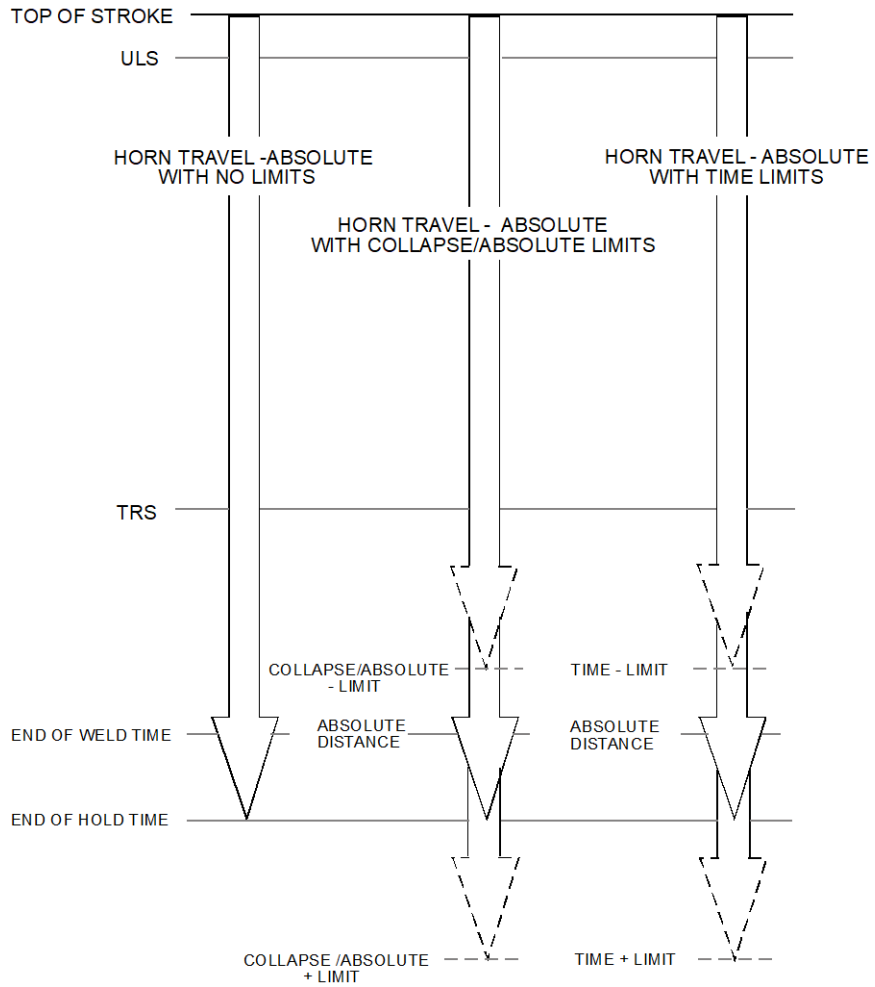 TOP OF STROKE
ULS
HORN TRAVEL -ABSOLUTE
WITH NO LIMITS
HORN TRAVEL - ABSOLUTE
WITH TIME LIMITS
HORN TRAVEL - ABSOLUTE
WITH COLLAPSE/ABSOLUTE LIMITS
TRS
COLLAPSE/ABSOLUTE
- LIMIT
TIME - LIMIT
END OF WELD TIME
ABSOLUTE
DISTANCE
ABSOLUTE
DISTANCE
END OF HOLD TIME
COLLAPSE /ABSOLUTE
+ LIMIT
TIME + LIMIT